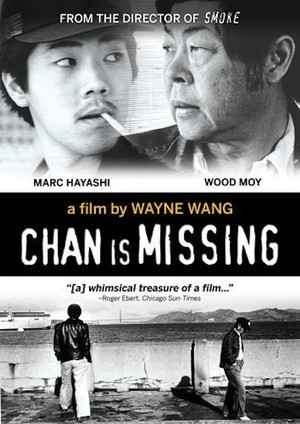 FROM THE DIRECTOR OF SMOKE
MARC HAYASHI WOOD MOY
a film by WAYNE WANG
CHAN IS MISSING
"[a] whimsical treasure of a film..."
–Roger Ebert, Chicago Sun-Times